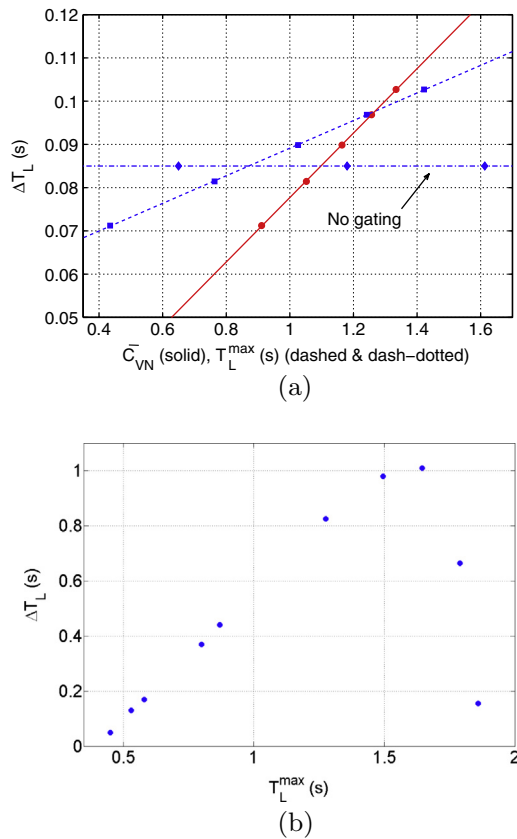 0.12
0.11
0.1
0.09
0.08
0.07
0.06
0.05
ΔT_L (s)
No gating
0.4 0.6 0.8 1 1.2 1.4 1.6
C̄_VN (solid), T_L^max (s) (dashed & dash-dotted)
(a)
1
0.8
0.6
0.4
0.2
0
ΔT_L (s)
0.5 1 1.5 2
T_L^max (s)
(b)